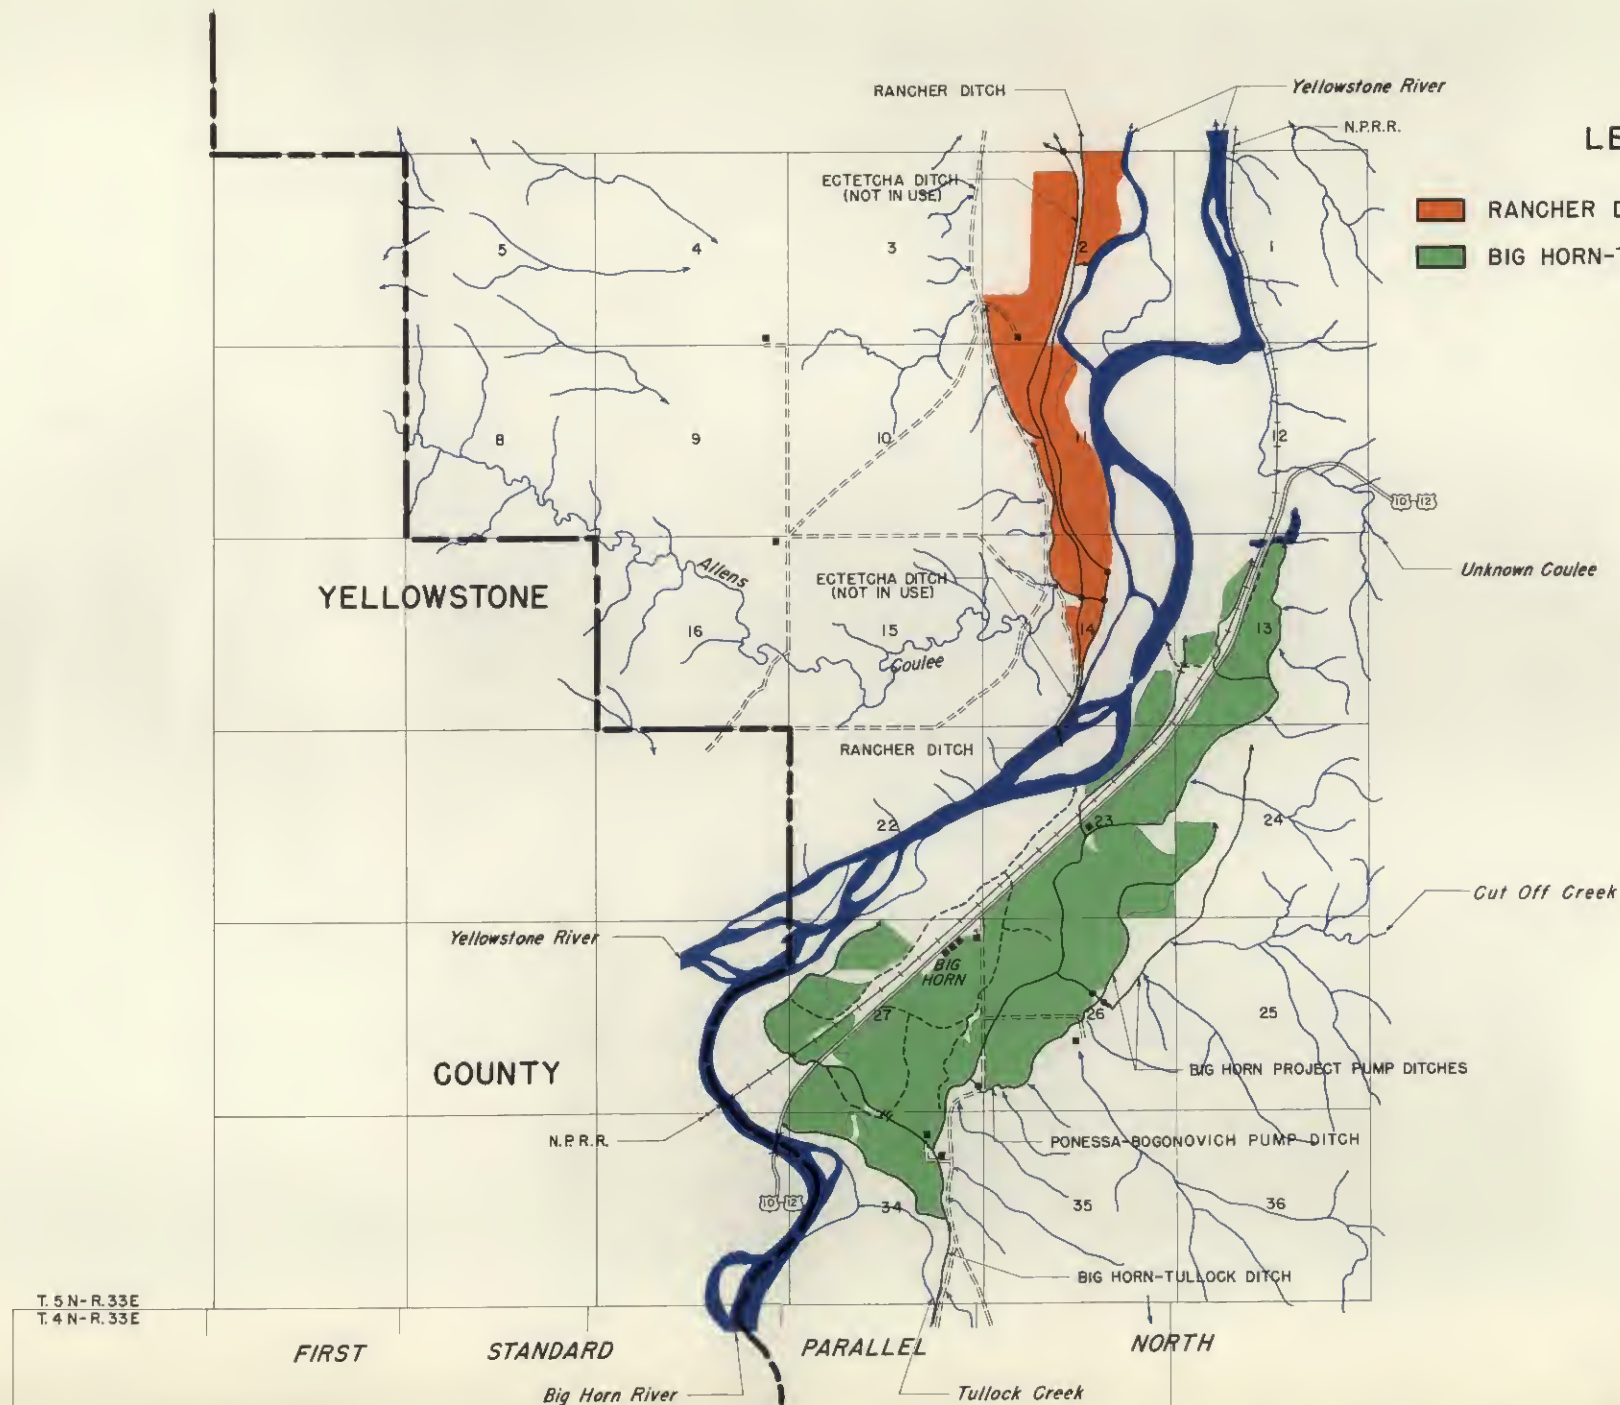 RANCHER DITCH
Yellowstone River
N.P.R.R.
LE
ECTETCHA DITCH
(NOT IN USE)
RANCHER D
BIG HORN-T
5
4
3
2
1
8
9
10
11
12
10 12
Allens
Unknown Coulee
ECTETCHA DITCH
(NOT IN USE)
YELLOWSTONE
16
15
14
13
Coulee
RANCHER DITCH
22
23
24
Cut Off Creek
Yellowstone River
BIG
HORN
27
26
25
COUNTY
BIG HORN PROJECT PUMP DITCHES
N.P.R.R.
PONESSA-BOGONOVICH PUMP DITCH
10 12
34
35
36
BIG HORN-TULLOCK DITCH
T. 5 N-R. 33E
T. 4 N-R. 33E
FIRST STANDARD PARALLEL NORTH
Big Horn River
Tullock Creek